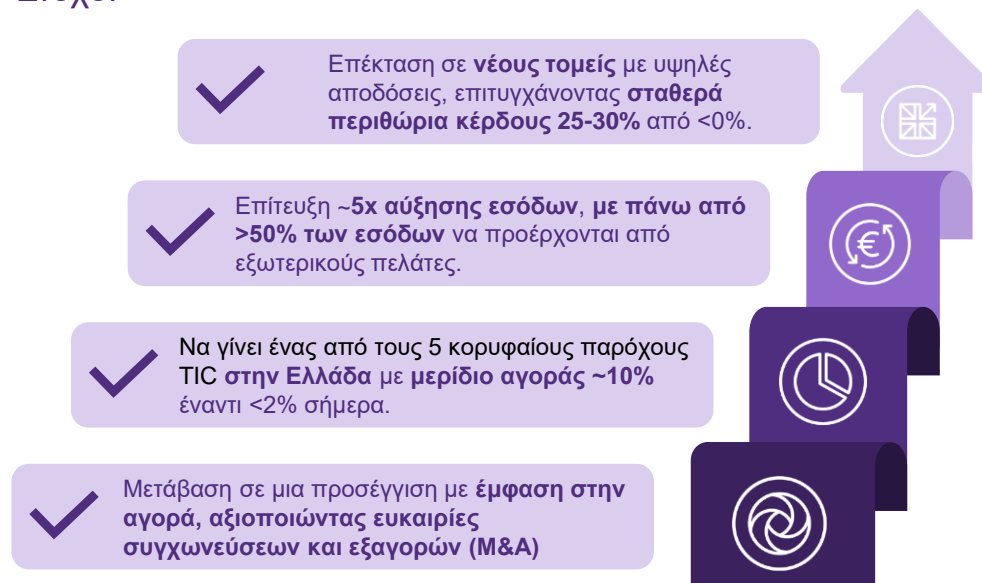 Επέκταση σε νέους τομείς με υψηλές
αποδόσεις, επιτυγχάνοντας σταθερά
περιθώρια κέρδους 25-30% από <0%.
Επίτευξη ~5x αύξησης εσόδων, με πάνω από
>50% των εσόδων να προέρχονται από
εξωτερικούς πελάτες.
Να γίνει ένας από τους 5 κορυφαίους παρόχους
TIC στην Ελλάδα με μερίδιο αγοράς ~10%
έναντι <2% σήμερα.
Μετάβαση σε μια προσέγγιση με έμφαση στην
αγορά, αξιοποιώντας ευκαιρίες
συγχωνεύσεων και εξαγορών (M&A)